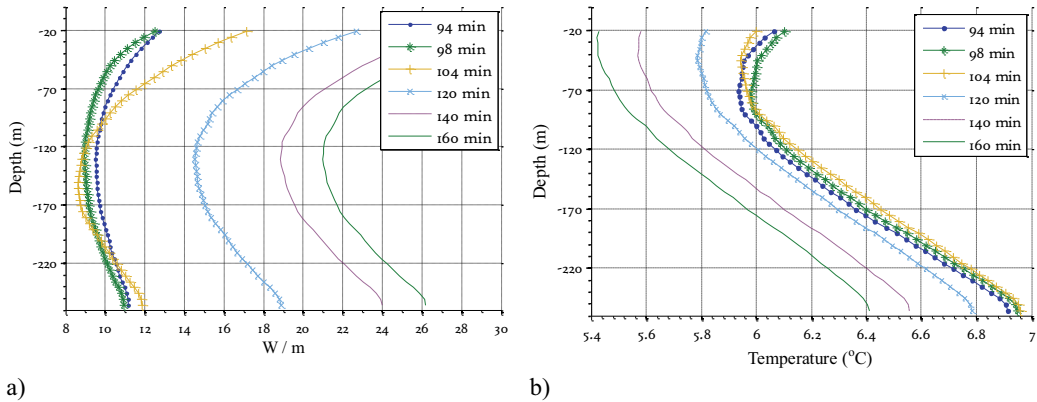 -20
-70
-120
-170
-220
Depth (m)
8 10 12 14 16 18 20 22 24 26 28 30
W / m
94 min
98 min
104 min
120 min
140 min
160 min
a)
-20
-70
-120
-170
-220
Depth (m)
5.4 5.6 5.8 6 6.2 6.4 6.6 6.8 7
Temperature (°C)
94 min
98 min
104 min
120 min
140 min
160 min
b)